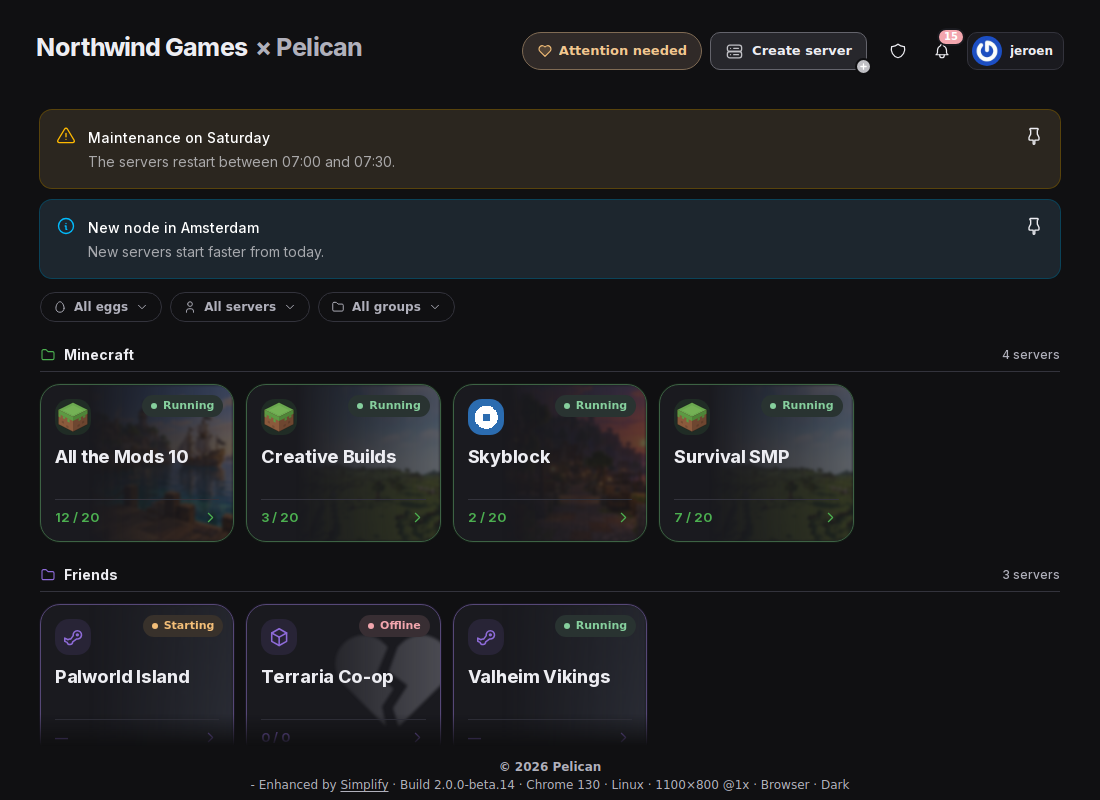 Northwind Games × Pelican
Attention needed
Create server
15
jeroen
Maintenance on Saturday
The servers restart between 07:00 and 07:30.
New node in Amsterdam
New servers start faster from today.
All eggs
All servers
All groups
Minecraft
4 servers
Running
All the Mods 10
12 / 20
Running
Creative Builds
3 / 20
Running
Skyblock
2 / 20
Running
Survival SMP
7 / 20
Friends
3 servers
Starting
Palworld Island
—
Offline
Terraria Co-op
0 / 0
Running
Valheim Vikings
—
© 2026 Pelican
- Enhanced by Simplify · Build 2.0.0-beta.14 · Chrome 130 · Linux · 1100×800 @1x · Browser · Dark